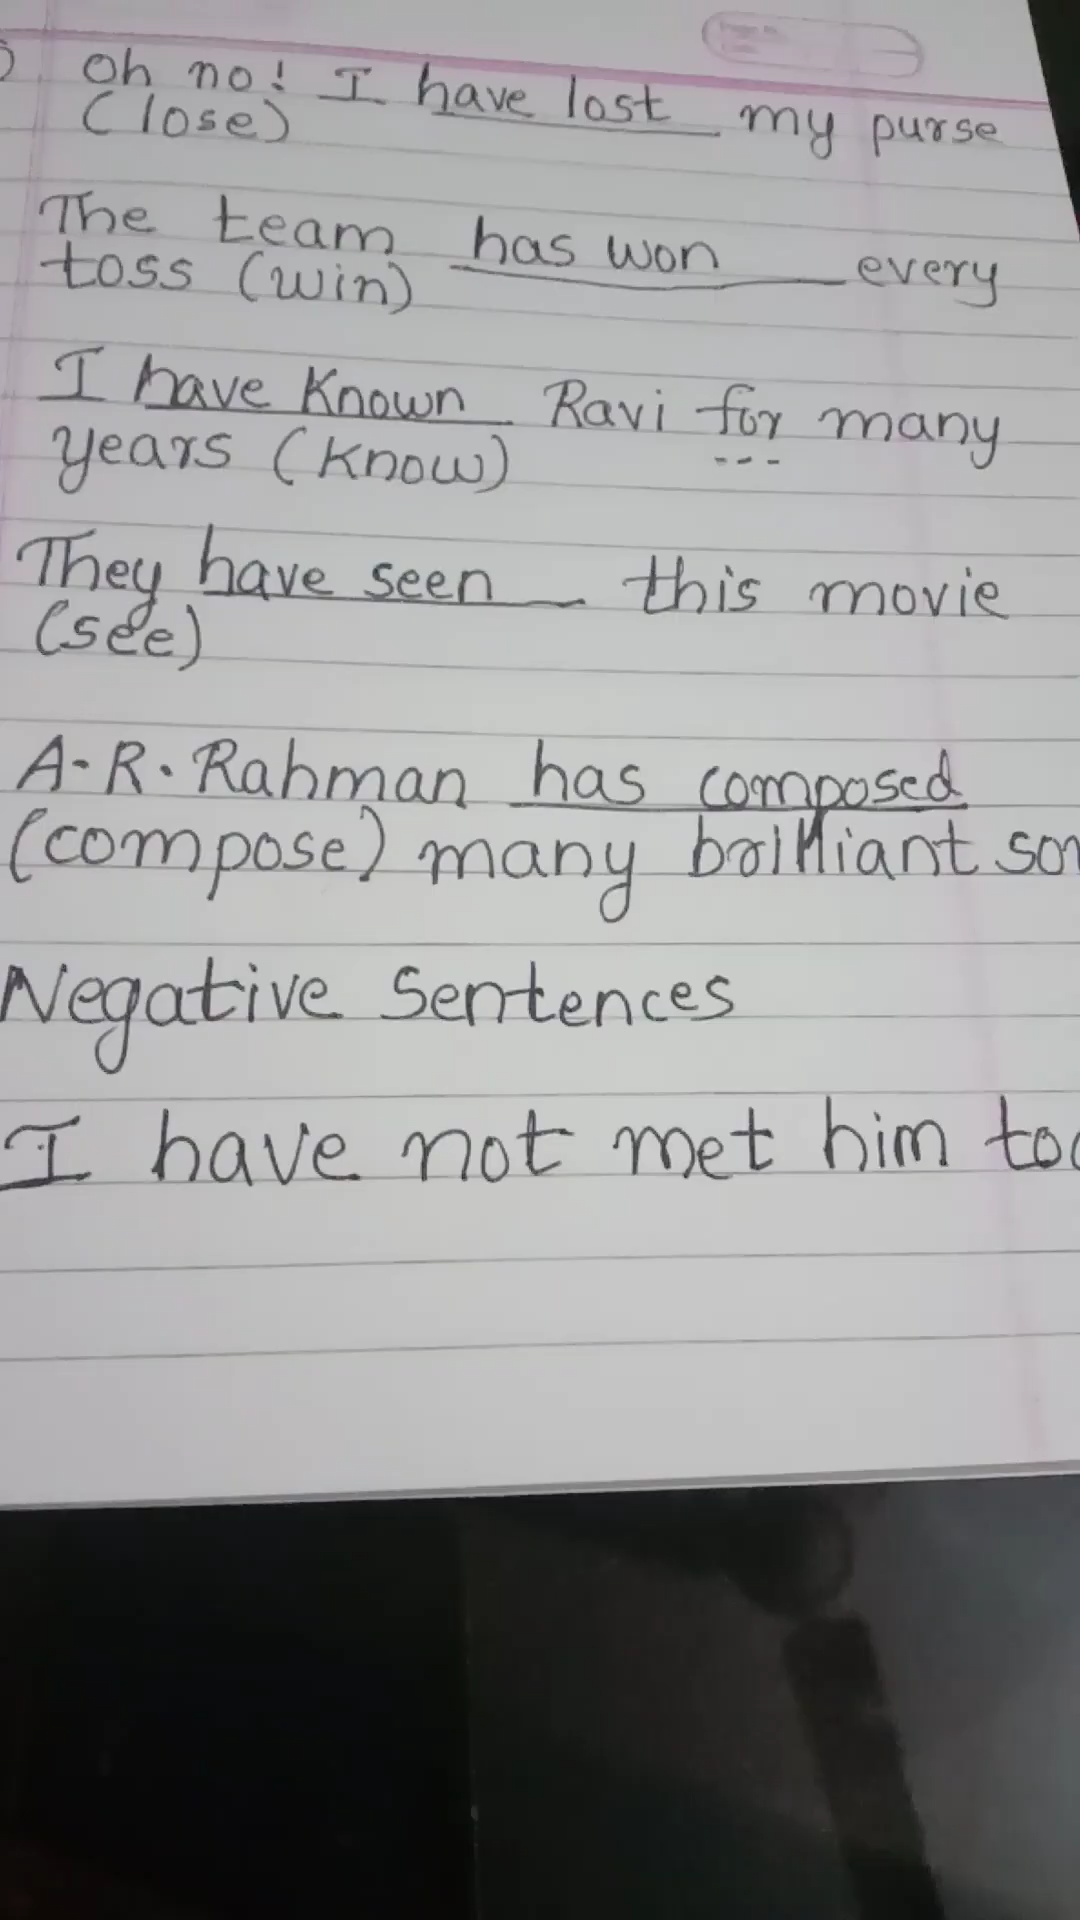 Oh no! I have lost my purse
(lose)
The team has won every
toss (win)
I have known Ravi for many
years (know)
They have seen this movie
(see)
A.R. Rahman has composed
(compose) many brilliant
Negative Sentences
I have not met him